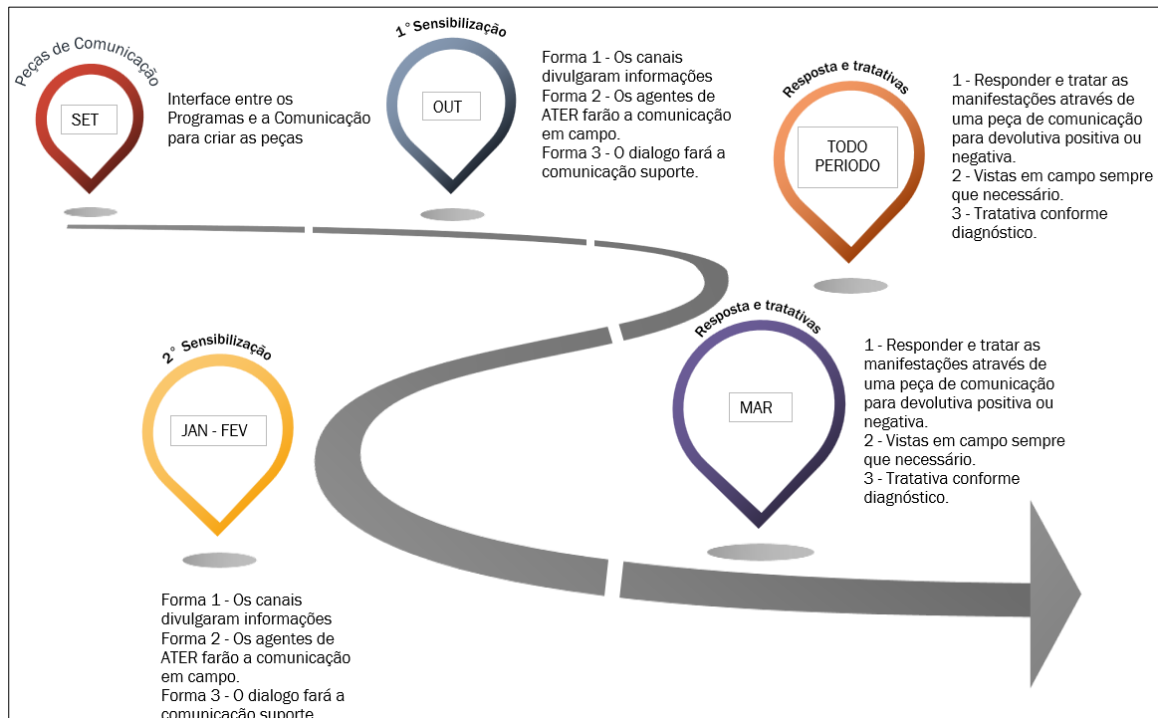 Peças de Comunicação
SET
Interface entre os
Programas e a Comunicação
para criar as peças
1° Sensibilização
OUT
Forma 1 - Os canais
divulgaram informações
Forma 2 - Os agentes de
ATER farão a comunicação
em campo.
Forma 3 - O dialogo fará a
comunicação suporte.
Resposta e tratativas
TODO
PERIODO
1 - Responder e tratar as
manifestações através de
uma peça de comunicação
para devolutiva positiva ou
negativa.
2 - Vistas em campo sempre
que necessário.
3 - Tratativa conforme
diagnóstico.
2° Sensibilização
JAN - FEV
Forma 1 - Os canais
divulgaram informações
Forma 2 - Os agentes de
ATER farão a comunicação
em campo.
Forma 3 - O dialogo fará a
comunicação suporte
Resposta e tratativas
MAR
1 - Responder e tratar as
manifestações através de
uma peça de comunicação
para devolutiva positiva ou
negativa.
2 - Vistas em campo sempre
que necessário.
3 - Tratativa conforme
diagnóstico.